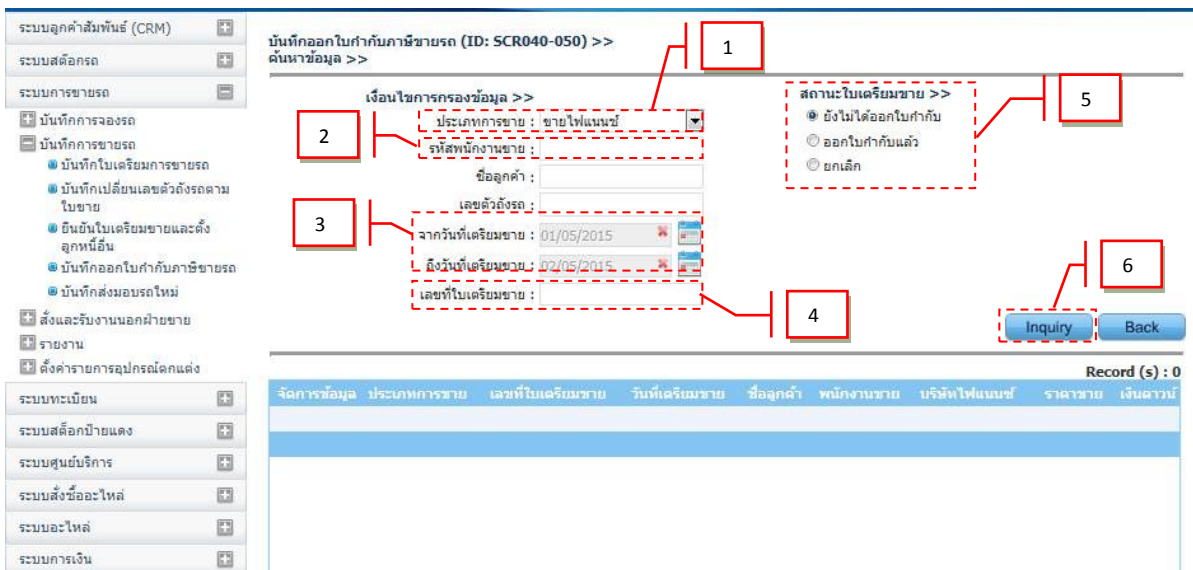 ระบบลูกค้าสัมพันธ์ (CRM)
ระบบสต๊อกรถ
ระบบการขายรถ
บันทึกการจองรถ
บันทึกการขายรถ
บันทึกใบเตรียมการขายรถ
บันทึกเปลี่ยนเลขตัวถังรถตาม
ใบขาย
ยืนยันใบเตรียมขายและตั้ง
ลูกหนี้อื่น
บันทึกออกใบกำกับภาษีขายรถ
บันทึกส่งมอบรถใหม่
สั่งและรับงานนอกฝ่ายขาย
รายงาน
ตั้งค่ารายการอุปกรณ์ตกแต่ง
ระบบทะเบียน
ระบบสต็อกป้ายแดง
ระบบศูนย์บริการ
ระบบสั่งซื้ออะไหล่
ระบบอะไหล่
ระบบการเงิน
บันทึกออกใบกำกับภาษีขายรถ (ID: SCR040-050) >>
ค้นหาข้อมูล >>
เงื่อนไขการกรองข้อมูล >>
ประเภทการขาย : ขายไฟแนนซ์
รหัสพนักงานขาย :
ชื่อลูกค้า :
เลขตัวถังรถ :
จากวันที่เตรียมขาย : 01/05/2015
ถึงวันที่เตรียมขาย : 02/05/2015
เลขที่ใบเตรียมขาย :
สถานะใบเตรียมขาย >>
ยังไม่ได้ออกใบกำกับ
ออกใบกำกับแล้ว
ยกเลิก
1
2
3
4
5
6
Inquiry
Back
Record (s) : 0
จัดการข้อมูล ประเภทการขาย เลขที่ใบเตรียมขาย วันที่เตรียมขาย ชื่อลูกค้า พนักงานขาย บริษัทไฟแนนซ์ ราคาขาย เงินดาวน์